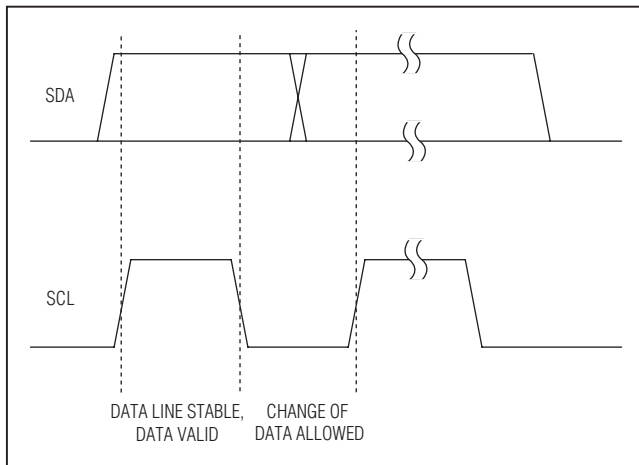 SDA
SCL
DATA LINE STABLE,
DATA VALID
CHANGE OF
DATA ALLOWED